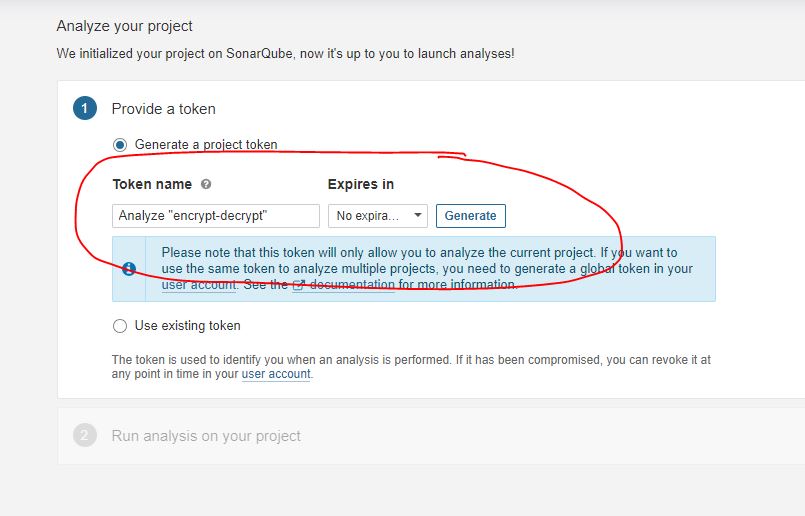 Analyze your project
We initialized your project on SonarQube, now it's up to you to launch analyses!
1 Provide a token
Generate a project token
Token name ? Expires in
Analyze "encrypt-decrypt" No expira... Generate
Please note that this token will only allow you to analyze the current project. If you want to
use the same token to analyze multiple projects, you need to generate a global token in your
user account. See the documentation for more information.
Use existing token
The token is used to identify you when an analysis is performed. If it has been compromised, you can revoke it at
any point in time in your user account.
2 Run analysis on your project